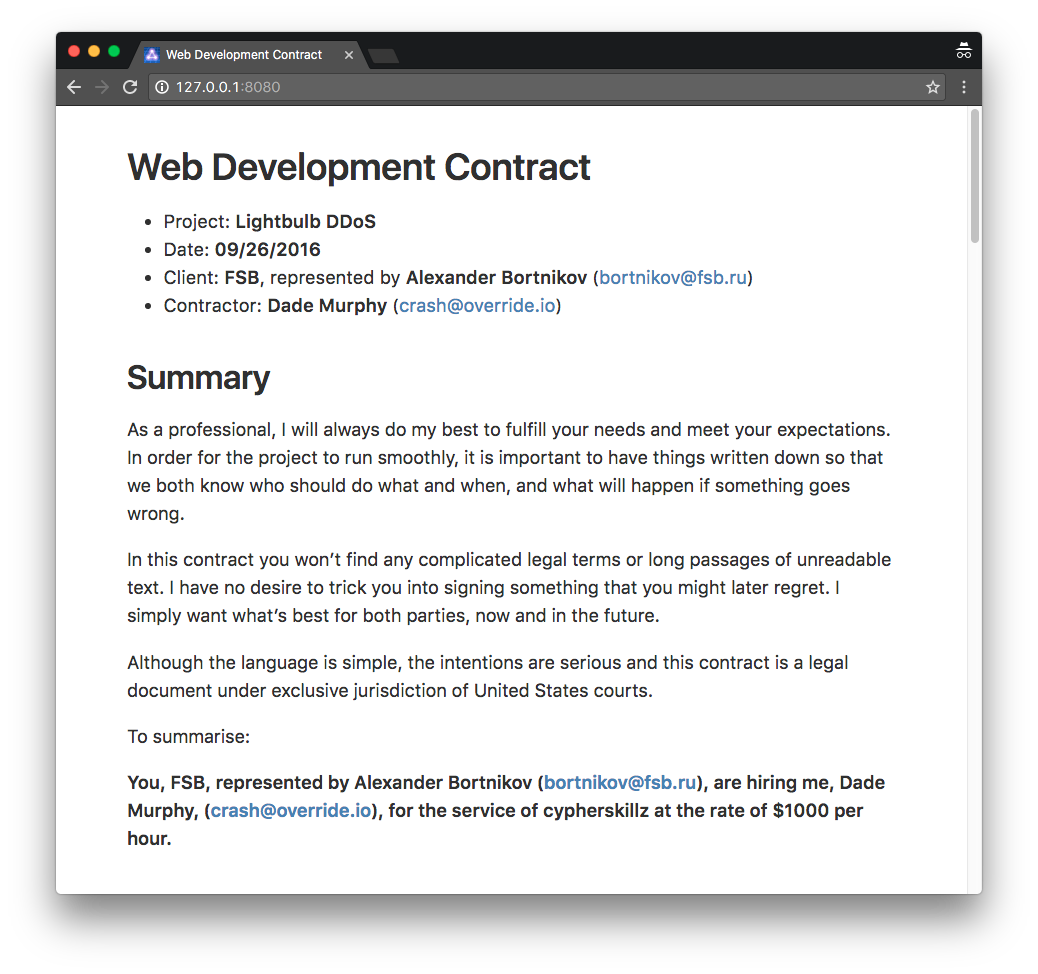 Web Development Contract
127.0.0.1:8080
Web Development Contract
• Project: Lightbulb DDoS
• Date: 09/26/2016
• Client: FSB, represented by Alexander Bortnikov (bortnikov@fsb.ru)
• Contractor: Dade Murphy (crash@override.io)
Summary
As a professional, I will always do my best to fulfill your needs and meet your expectations.
In order for the project to run smoothly, it is important to have things written down so that
we both know who should do what and when, and what will happen if something goes
wrong.
In this contract you won’t find any complicated legal terms or long passages of unreadable
text. I have no desire to trick you into signing something that you might later regret. I
simply want what’s best for both parties, now and in the future.
Although the language is simple, the intentions are serious and this contract is a legal
document under exclusive jurisdiction of United States courts.
To summarise:
You, FSB, represented by Alexander Bortnikov (bortnikov@fsb.ru), are hiring me, Dade
Murphy, (crash@override.io), for the service of cypherskillz at the rate of $1000 per
hour.